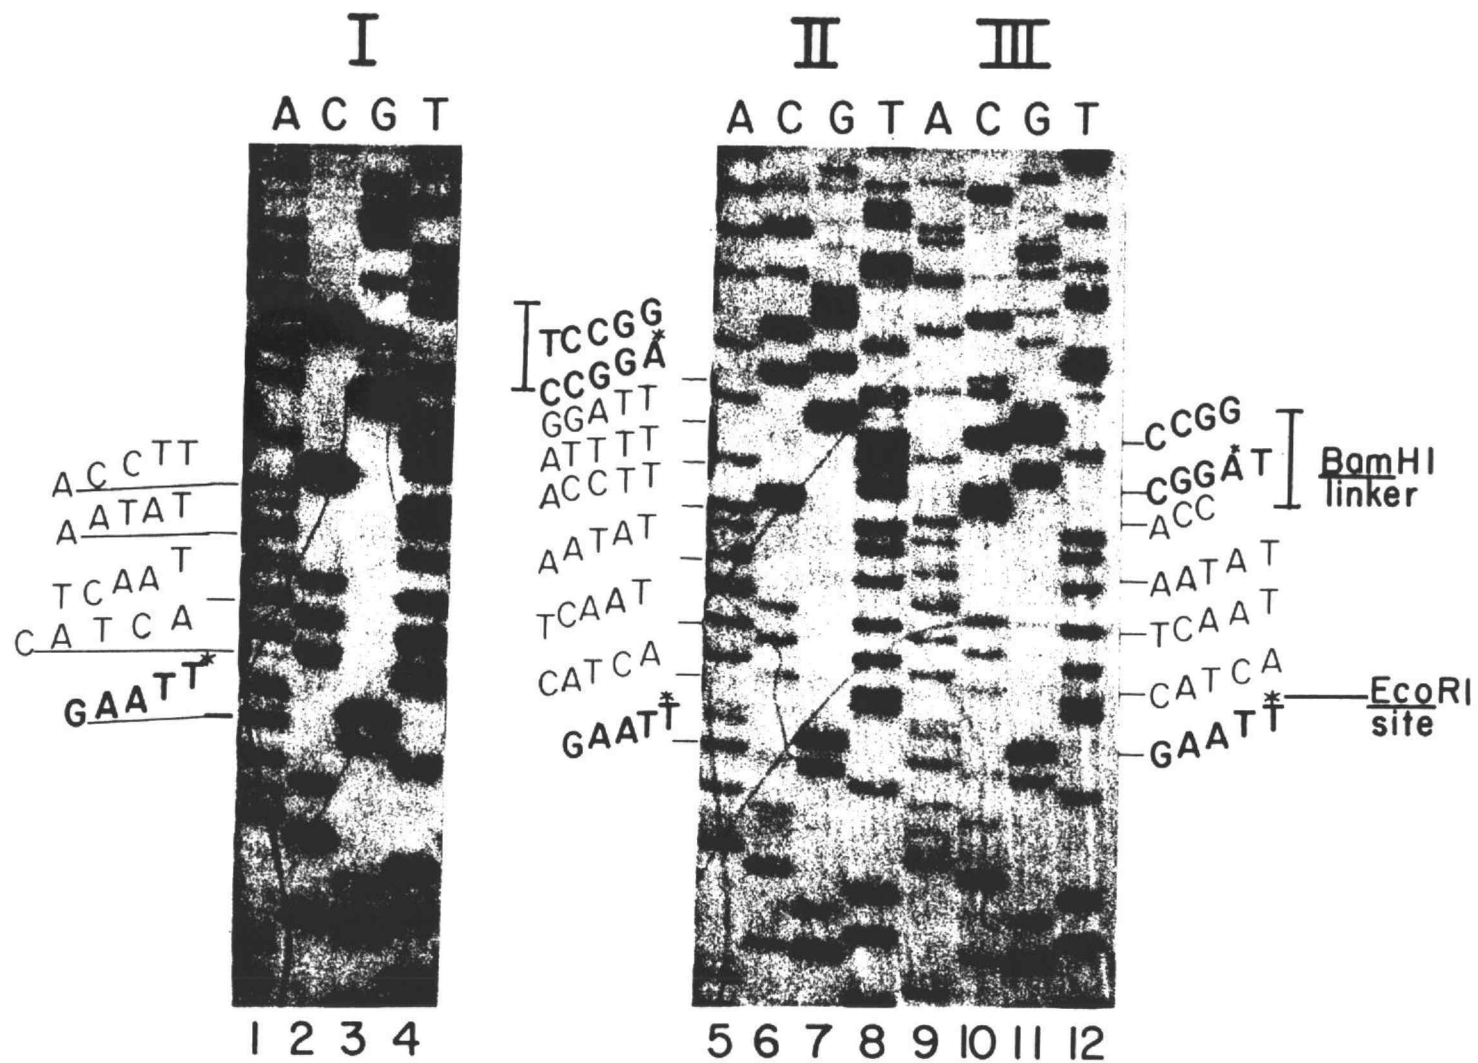 I II III
A C G T A C G T A C G T
TCCGG
CCGGA*
GGATT
ATTTT
ACCTT
AATAT
TCAAT
CATCA
GAATT*
ACCTT
AATAT
TCAAT
CATCA
GAATT*
CCGG
CGGA*T
BamHI
linker
ACC
AATAT
TCAAT
CATCA
EcoRI
site
GAATT*
1 2 3 4 5 6 7 8 9 10 11 12